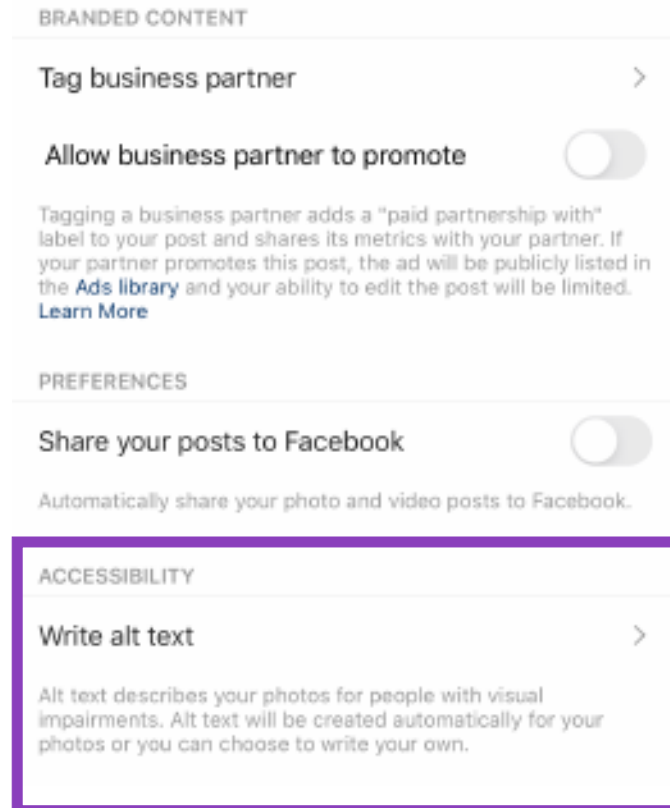 BRANDED CONTENT
Tag business partner
Allow business partner to promote
Tagging a business partner adds a "paid partnership with"
label to your post and shares its metrics with your partner. If
your partner promotes this post, the ad will be publicly listed in
the Ads library and your ability to edit the post will be limited.
Learn More
PREFERENCES
Share your posts to Facebook
Automatically share your photo and video posts to Facebook.
ACCESSIBILITY
Write alt text
Alt text describes your photos for people with visual
impairments. Alt text will be created automatically for your
photos or you can choose to write your own.